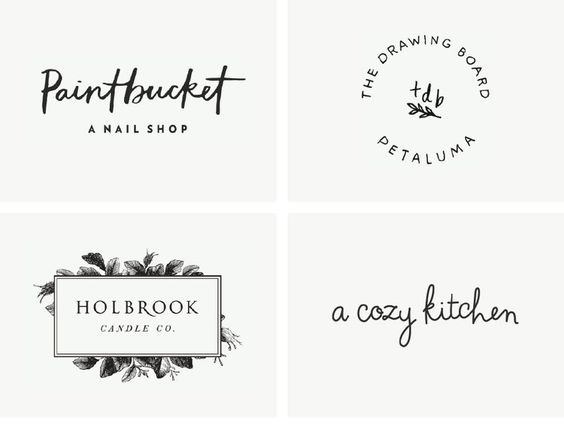 Paintbucket
A NAIL SHOP
THE DRAWING BOARD
tdb
PETALUMA
HOLBROOK
CANDLE CO.
a cozy kitchen